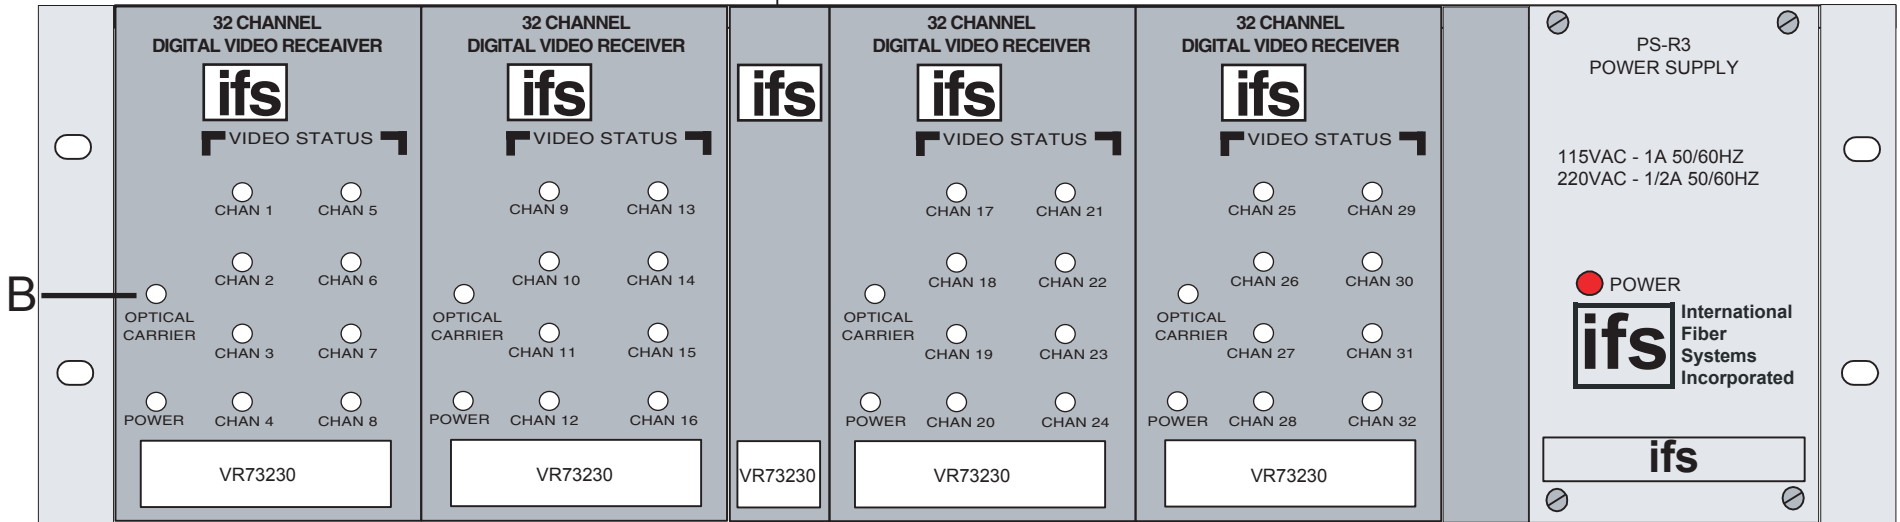 B
32 CHANNEL
DIGITAL VIDEO RECEAIVER
ifs
VIDEO STATUS
CHAN 1
CHAN 5
CHAN 2
CHAN 6
OPTICAL
CARRIER
CHAN 3
CHAN 7
POWER
CHAN 4
CHAN 8
VR73230
32 CHANNEL
DIGITAL VIDEO RECEIVER
ifs
VIDEO STATUS
CHAN 9
CHAN 13
CHAN 10
CHAN 14
OPTICAL
CARRIER
CHAN 11
CHAN 15
POWER
CHAN 12
CHAN 16
VR73230
ifs
VR73230
32 CHANNEL
DIGITAL VIDEO RECEIVER
ifs
VIDEO STATUS
CHAN 17
CHAN 21
CHAN 18
CHAN 22
OPTICAL
CARRIER
CHAN 19
CHAN 23
POWER
CHAN 20
CHAN 24
VR73230
32 CHANNEL
DIGITAL VIDEO RECEIVER
ifs
VIDEO STATUS
CHAN 25
CHAN 29
CHAN 26
CHAN 30
OPTICAL
CARRIER
CHAN 27
CHAN 31
POWER
CHAN 28
CHAN 32
VR73230
PS-R3
POWER SUPPLY
115VAC - 1A 50/60HZ
220VAC - 1/2A 50/60HZ
POWER
ifs
International
Fiber
Systems
Incorporated
ifs